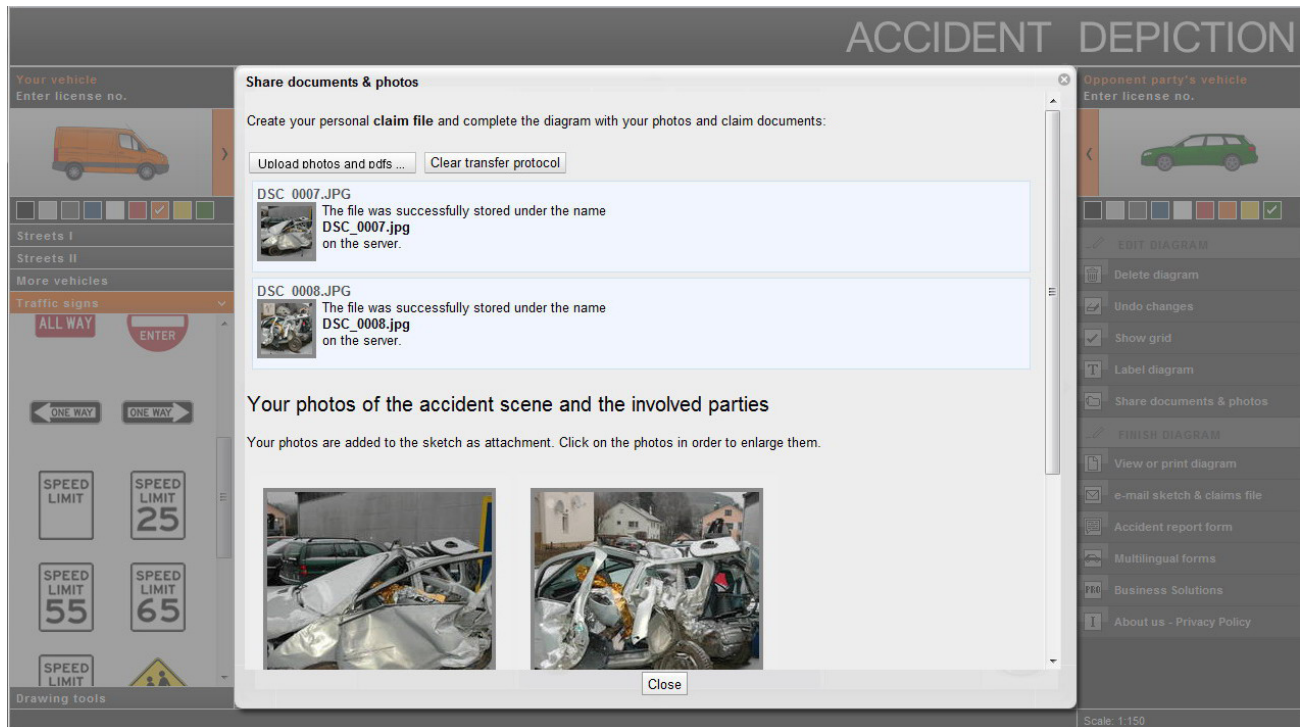 ACCIDENT DEPICTION
Your vehicle
Enter license no.
Streets I
Streets II
More vehicles
Traffic signs
ALL WAY
ENTER
ONE WAY
ONE WAY
SPEED
LIMIT
SPEED
LIMIT
25
SPEED
LIMIT
55
SPEED
LIMIT
65
SPEED
LIMIT
Drawing tools
Share documents & photos
Create your personal claim file and complete the diagram with your photos and claim documents:
Upload photos and pdfs ...
Clear transfer protocol
DSC_0007.JPG
The file was successfully stored under the name
DSC_0007.jpg
on the server.
DSC_0008.JPG
The file was successfully stored under the name
DSC_0008.jpg
on the server.
Your photos of the accident scene and the involved parties
Your photos are added to the sketch as attachment. Click on the photos in order to enlarge them.
Close
Opponent party's vehicle
Enter license no.
EDIT DIAGRAM
Delete diagram
Undo changes
Show grid
T Label diagram
Share documents & photos
FINISH DIAGRAM
View or print diagram
e-mail sketch & claims file
Accident report form
Multilingual forms
PRO Business Solutions
I About us - Privacy Policy
Scale: 1:150